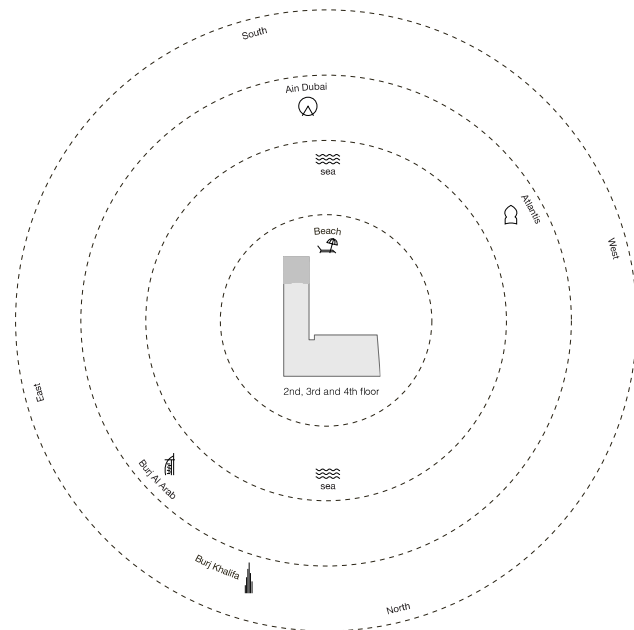 South
Ain Dubai
sea
Atlantis
Beach
West
2nd, 3rd and 4th floor
East
Burj Al Arab
sea
Burj Khalifa
North